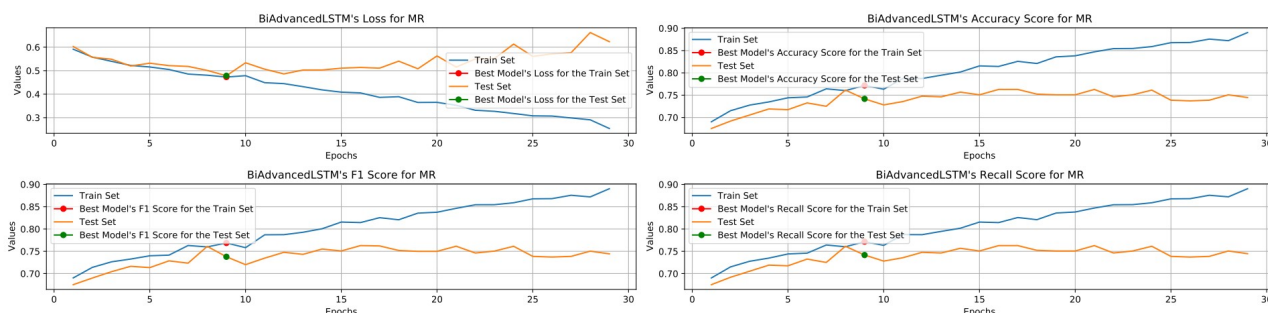 BiAdvancedLSTM's Loss for MR
Values
0.6
0.5
0.4
0.3
Train Set
Best Model's Loss for the Train Set
Test Set
Best Model's Loss for the Test Set
0 5 10 15 20 25 30
Epochs
BiAdvancedLSTM's Accuracy Score for MR
Values
0.90
0.85
0.80
0.75
0.70
Train Set
Best Model's Accuracy Score for the Train Set
Test Set
Best Model's Accuracy Score for the Test Set
0 5 10 15 20 25 30
Epochs
BiAdvancedLSTM's F1 Score for MR
Values
0.90
0.85
0.80
0.75
0.70
Train Set
Best Model's F1 Score for the Train Set
Test Set
Best Model's F1 Score for the Test Set
0 5 10 15 20 25 30
Epochs
BiAdvancedLSTM's Recall Score for MR
Values
0.90
0.85
0.80
0.75
0.70
Train Set
Best Model's Recall Score for the Train Set
Test Set
Best Model's Recall Score for the Test Set
0 5 10 15 20 25 30
Epochs